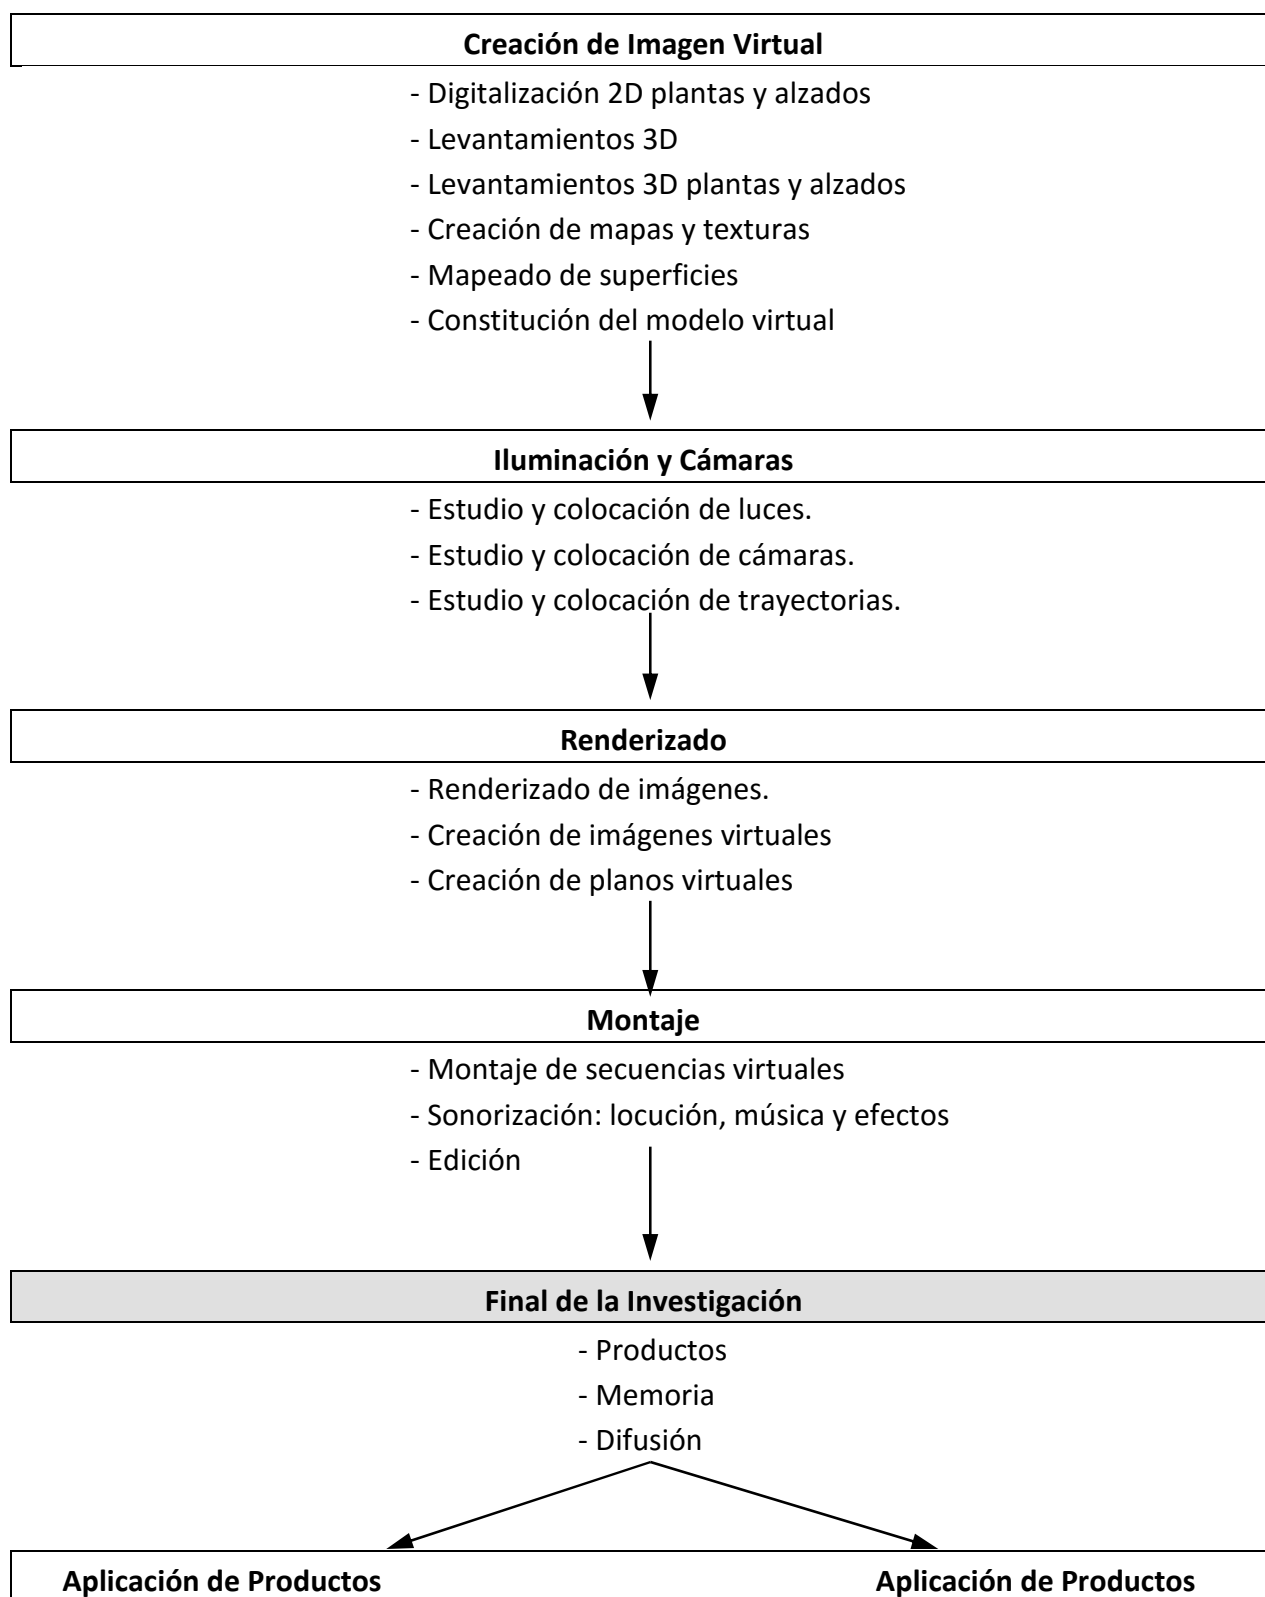 Creación de Imagen Virtual
- Digitalización 2D plantas y alzados
- Levantamientos 3D
- Levantamientos 3D plantas y alzados
- Creación de mapas y texturas
- Mapeado de superficies
- Constitución del modelo virtual
Iluminación y Cámaras
- Estudio y colocación de luces.
- Estudio y colocación de cámaras.
- Estudio y colocación de trayectorias.
Renderizado
- Renderizado de imágenes.
- Creación de imágenes virtuales
- Creación de planos virtuales
Montaje
- Montaje de secuencias virtuales
- Sonorización: locución, música y efectos
- Edición
Final de la Investigación
- Productos
- Memoria
- Difusión
Aplicación de Productos
Aplicación de Productos